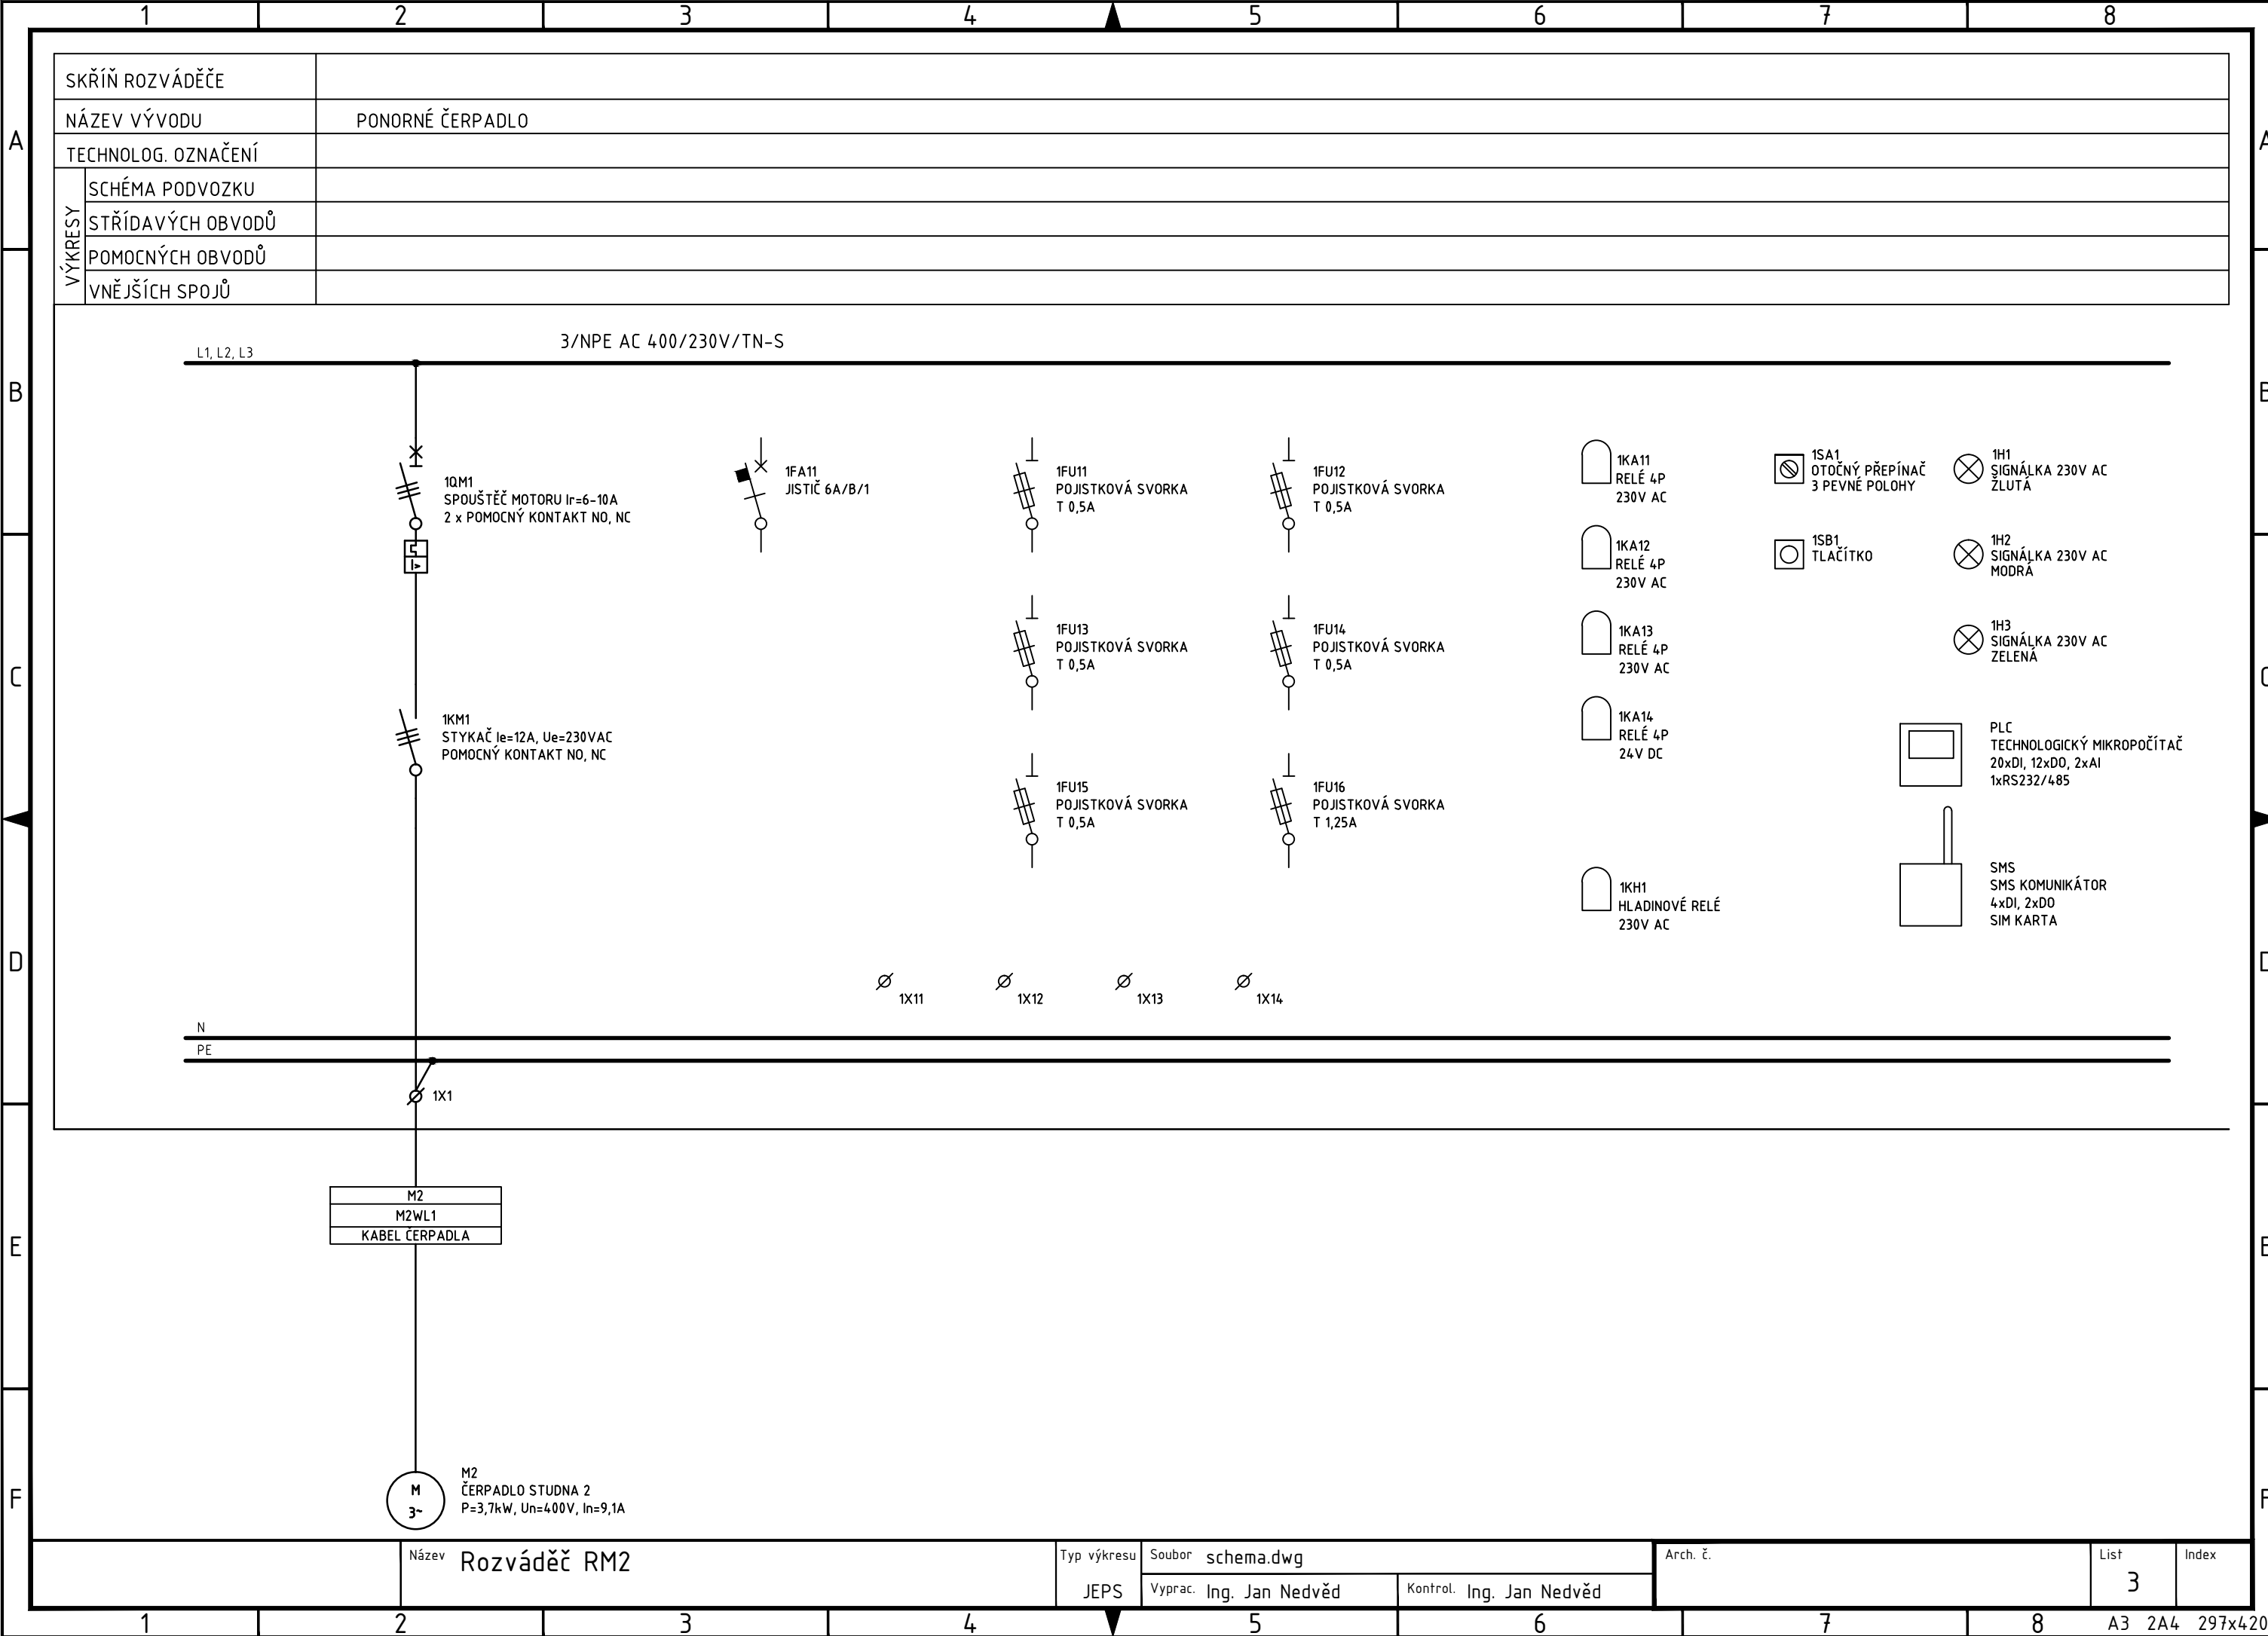 1 2 3 4 5 6 7 8
SKŘÍŇ ROZVÁDĚČE
NÁZEV VÝVODU PONORNÉ ČERPADLO
A A
TECHNOLOG. OZNAČENÍ
VÝKRESY
SCHÉMA PODVOZKU
STŘÍDAVÝCH OBVODŮ
POMOCNÝCH OBVODŮ
VNĚJŠÍCH SPOJŮ
3/NPE AC 400/230V/TN-S
L1, L2, L3
B B
1QM1
SPOUŠTĚČ MOTORU Ir=6-10A
2 x POMOCNÝ KONTAKT NO, NC
I>
1FA11
JISTIČ 6A/B/1
1FU11
POJISTKOVÁ SVORKA
T 0,5A
1FU12
POJISTKOVÁ SVORKA
T 0,5A
1KA11
RELÉ 4P
230V AC
1SA1
OTOČNÝ PŘEPÍNAČ
3 PEVNÉ POLOHY
1H1
SIGNÁLKA 230V AC
ŽLUTÁ
1KA12
RELÉ 4P
230V AC
1SB1
TLAČÍTKO
1H2
SIGNÁLKA 230V AC
MODRÁ
1FU13
POJISTKOVÁ SVORKA
T 0,5A
1FU14
POJISTKOVÁ SVORKA
T 0,5A
1KA13
RELÉ 4P
230V AC
1H3
SIGNÁLKA 230V AC
ZELENÁ
C C
1KM1
STYKAČ Ie=12A, Ue=230VAC
POMOCNÝ KONTAKT NO, NC
1KA14
RELÉ 4P
24V DC
PLC
TECHNOLOGICKÝ MIKROPOČÍTAČ
20xDI, 12xDO, 2xAI
1xRS232/485
1FU15
POJISTKOVÁ SVORKA
T 0,5A
1FU16
POJISTKOVÁ SVORKA
T 1,25A
1KH1
HLADINOVÉ RELÉ
230V AC
SMS
SMS KOMUNIKÁTOR
4xDI, 2xDO
SIM KARTA
D D
1X11 1X12 1X13 1X14
N
PE
1X1
M2
M2WL1
KABEL ČERPADLA
E E
M
3~
M2
ČERPADLO STUDNA 2
P=3,7kW, Un=400V, In=9,1A
F F
Název Rozváděč RM2
Typ výkresu
JEPS
Soubor schema.dwg
Vyprac. Ing. Jan Nedvěd
Kontrol. Ing. Jan Nedvěd
Arch. č.
List
3
Index
1 2 3 4 5 6 7 8
A3 2A4 297x420